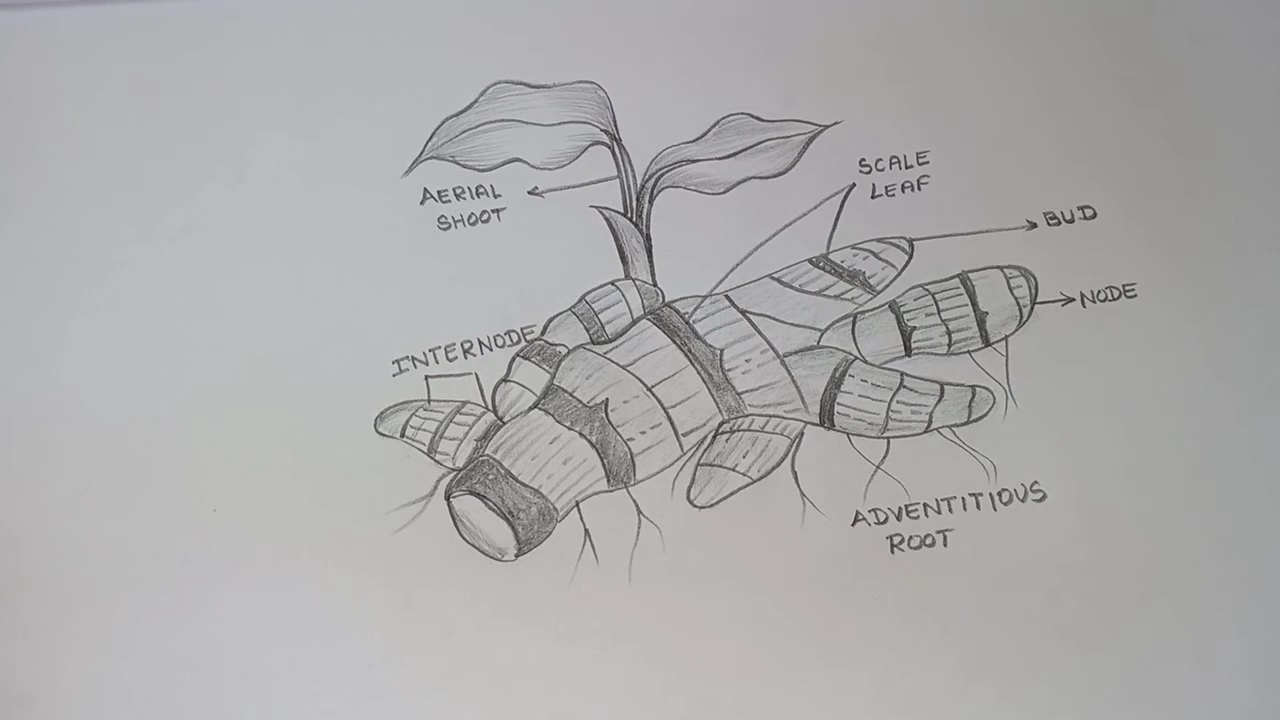 SCALE
LEAF
AERIAL
SHOOT
BUD
NODE
INTERNODE
ADVENTITIOUS
ROOT